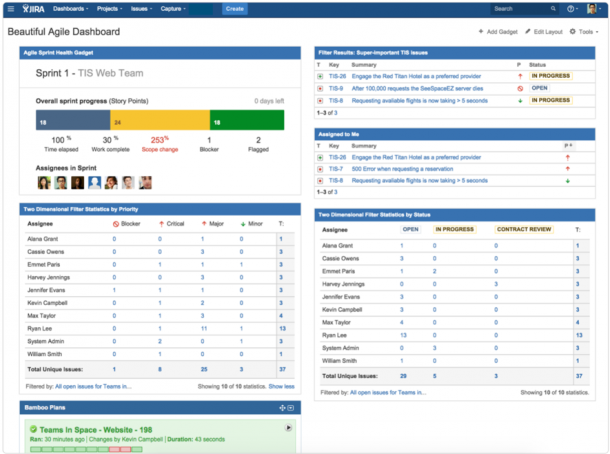 JIRA Dashboards Projects Issues Capture Create Search
Beautiful Agile Dashboard
Add Gadget Edit Layout Tools
Agile Sprint Health Gadget
Sprint 1 - TIS Web Team
Overall sprint progress (Story Points) 0 days left
18 24 18
100 % 30 % 253% 1 2
Time elapsed Work complete Scope change Blocker Flagged
Assignees in Sprint
Two Dimensional Filter Statistics by Priority
Assignee Blocker Critical Major Minor T:
Alana Grant 0 0 1 0 1
Cassie Owens 0 0 3 0 3
Emmet Paris 0 1 1 1 3
Harvey Jennings 0 0 3 0 3
Jennifer Evans 1 1 1 0 3
Kevin Campbell 0 1 2 0 3
Max Taylor 0 1 3 0 4
Ryan Lee 0 1 11 1 13
System Admin 0 2 0 1 3
William Smith 0 1 0 0 1
Total Unique Issues: 1 8 25 3 37
Filtered by: All open issues for Teams in... Showing 10 of 10 statistics. Show less
Bamboo Plans
Teams in Space - Website - 198
Ran: 30 minutes ago | Changes by Kevin Campbell | Duration: 43 seconds
Filter Results: Super-important TIS Issues
T Key Summary P Status
TIS-26 Engage the Red Titan Hotel as a preferred provider IN PROGRESS
TIS-9 After 100,000 requests the SeeSpaceEZ server dies OPEN
TIS-8 Requesting available flights is now taking > 5 seconds IN PROGRESS
1–3 of 3
Assigned to Me
T Key Summary P
TIS-26 Engage the Red Titan Hotel as a preferred provider
TIS-7 500 Error when requesting a reservation
TIS-8 Requesting available flights is now taking > 5 seconds
1–3 of 3
Two Dimensional Filter Statistics by Status
Assignee OPEN IN PROGRESS CONTRACT REVIEW T:
Alana Grant 1 0 0 1
Cassie Owens 3 0 0 3
Emmet Paris 1 2 0 3
Harvey Jennings 0 0 3 3
Jennifer Evans 3 0 0 3
Kevin Campbell 3 0 0 3
Max Taylor 4 0 0 4
Ryan Lee 13 0 0 13
System Admin 0 3 0 3
William Smith 1 0 0 1
Total Unique Issues: 29 5 3 37
Filtered by: All open issues for Teams in... Showing 10 of 10 statistics.